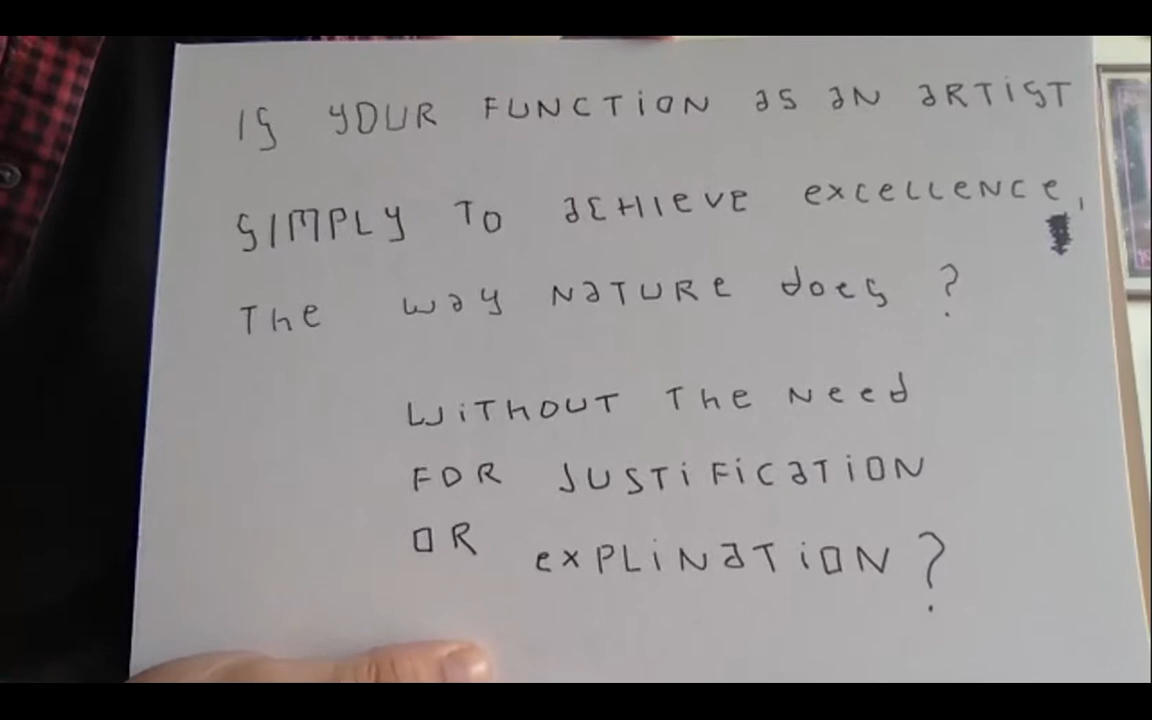 IS YOUR FUNCTION aS aN aRTiST
SIMPLY TO aCHIeVE exceLLeNCe,
The way NaTURe does ?
WiThOUT The Need
FOR JUSTiFiCaTiON
OR exPLiNaTiON ?